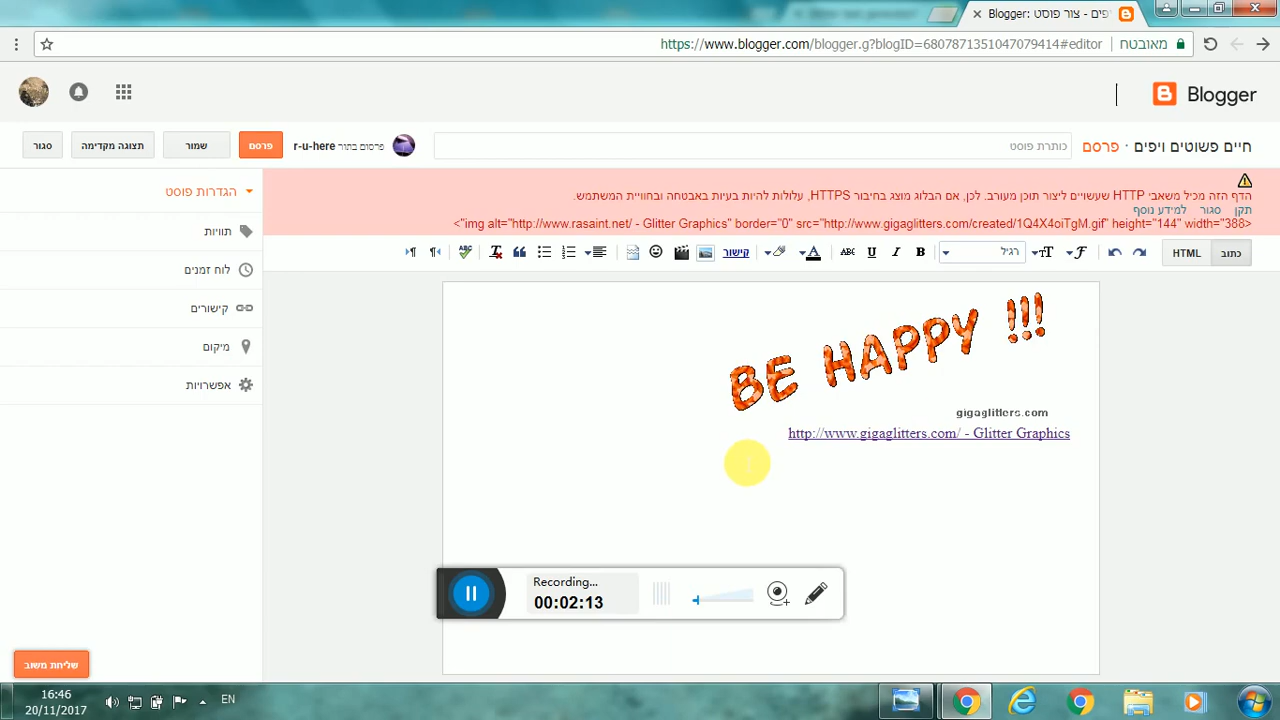 Blogger: יפים - צור פוסט
https://www.blogger.com/blogger.g?blogID=6807871351047079414#editor
מאובטח
Blogger
חיים פשוטים ויפים · פרסם
כותרת פוסט
פרסום בתור r-u-here
פרסם
שמור
תצוגה מקדימה
סגור
הדף הזה מכיל משאבי HTTP שעשויים ליצור תוכן מעורב. לכן, אם הבלוג מוצג בחיבור HTTPS, עלולות להיות בעיות באבטחה ובחוויית המשתמש.
תקן סגור למידע נוסף
<"img alt="http://www.rasaint.net/ - Glitter Graphics" border="0" src="http://www.gigaglitters.com/created/1Q4X4oiTgM.gif" height="144" width="388>
כתוב
HTML
רגיל
קישור
הגדרות פוסט
תוויות
לוח זמנים
קישורים
מיקום
אפשרויות
BE HAPPY !!!
gigaglitters.com
http://www.gigaglitters.com/ - Glitter Graphics
Recording...
00:02:13
שליחת משוב
16:46
20/11/2017
EN